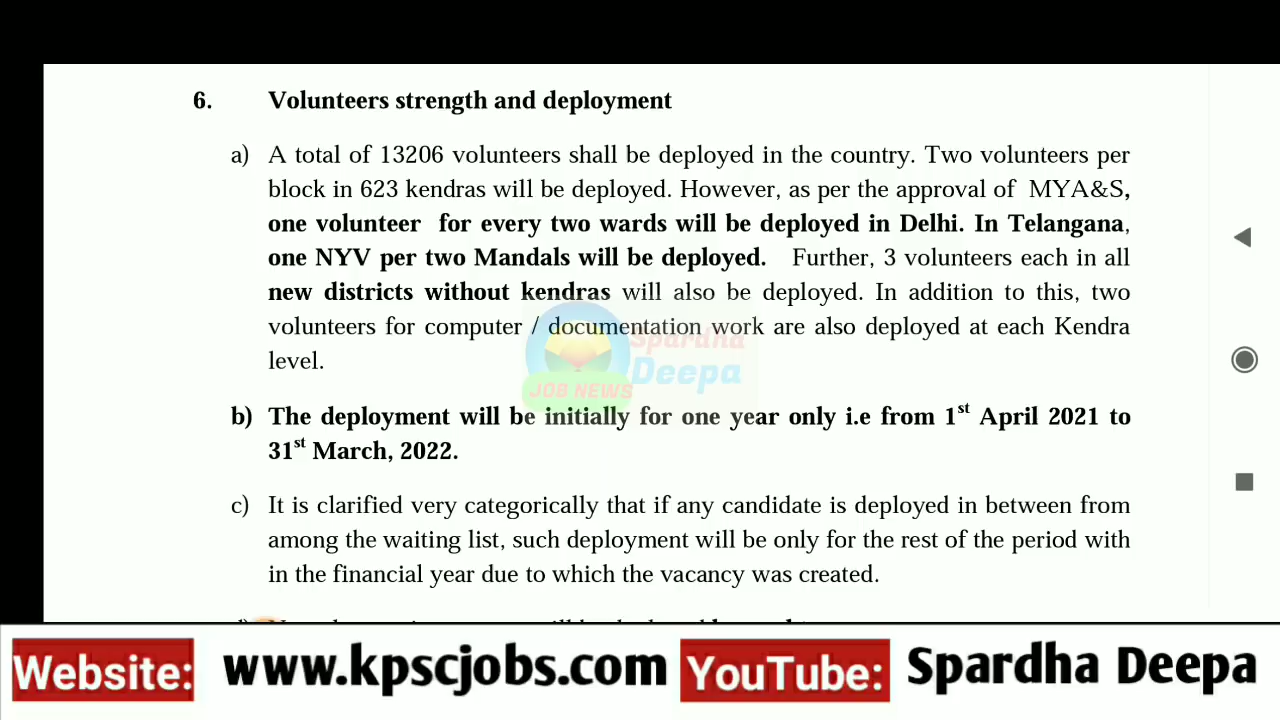 6. Volunteers strength and deployment
a) A total of 13206 volunteers shall be deployed in the country. Two volunteers per
block in 623 kendras will be deployed. However, as per the approval of MYA&S,
one volunteer for every two wards will be deployed in Delhi. In Telangana,
one NYV per two Mandals will be deployed. Further, 3 volunteers each in all
new districts without kendras will also be deployed. In addition to this, two
volunteers for computer / documentation work are also deployed at each Kendra
level.
Spardha
Deepa
JOB NEWS
b) The deployment will be initially for one year only i.e from 1st April 2021 to
31st March, 2022.
c) It is clarified very categorically that if any candidate is deployed in between from
among the waiting list, such deployment will be only for the rest of the period with
in the financial year due to which the vacancy was created.
Website: www.kpscjobs.com YouTube: Spardha Deepa